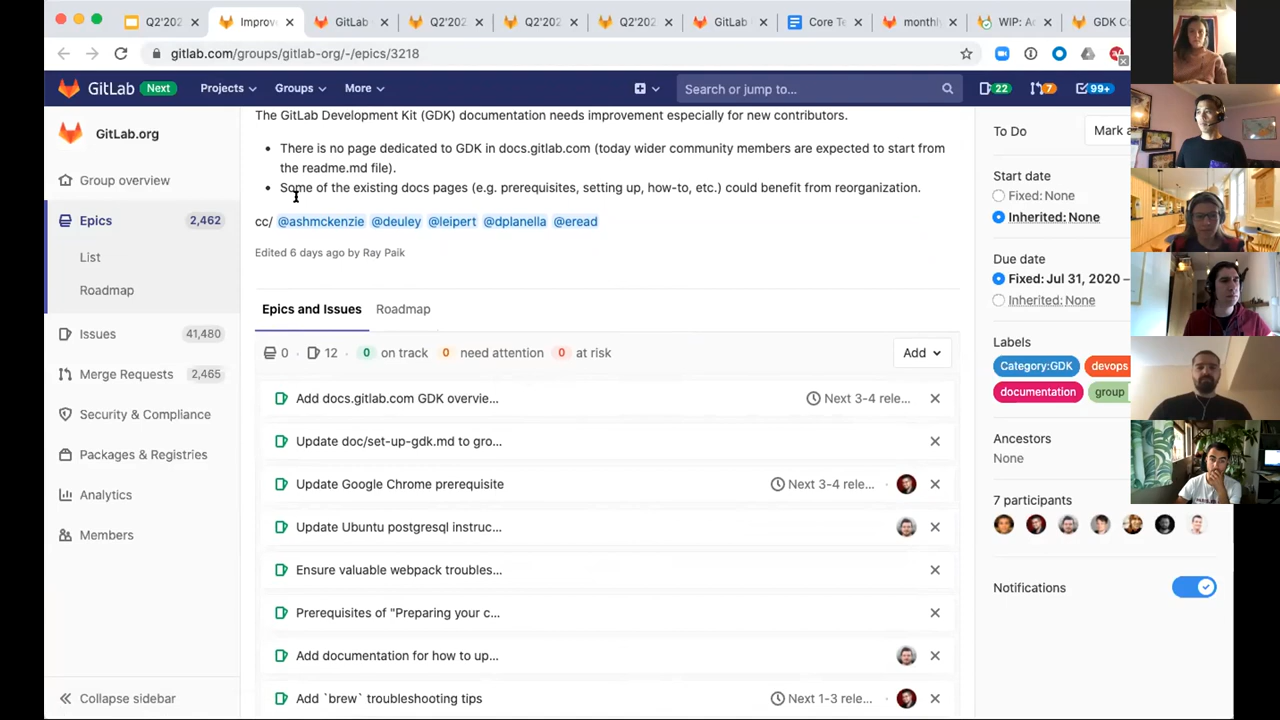 Q2'202
Improv
GitLab
Q2'202
Q2'202
Q2'202
GitLab
Core Te
monthly
WIP: Ae
GDK C
gitlab.com/groups/gitlab-org/-/epics/3218
GitLab Next Projects Groups More Search or jump to... 22 7 99+
GitLab.org
Group overview
Epics 2,462
List
Roadmap
Issues 41,480
Merge Requests 2,465
Security & Compliance
Packages & Registries
Analytics
Members
Collapse sidebar
The GitLab Development Kit (GDK) documentation needs improvement especially for new contributors.
There is no page dedicated to GDK in docs.gitlab.com (today wider community members are expected to start from
the readme.md file).
Some of the existing docs pages (e.g. prerequisites, setting up, how-to, etc.) could benefit from reorganization.
cc/ @ashmckenzie @deuley @leipert @dplanella @eread
Edited 6 days ago by Ray Paik
Epics and Issues Roadmap
0 · 12 0 on track 0 need attention 0 at risk Add
Add docs.gitlab.com GDK overvie... Next 3-4 rele...
Update doc/set-up-gdk.md to gro...
Update Google Chrome prerequisite Next 3-4 rele... ·
Update Ubuntu postgresql instruc...
Ensure valuable webpack troubles...
Prerequisites of "Preparing your c...
Add documentation for how to up...
Add `brew` troubleshooting tips Next 1-3 rele... ·
To Do Mark a
Start date
Fixed: None
Inherited: None
Due date
Fixed: Jul 31, 2020 –
Inherited: None
Labels
Category:GDK devops
documentation group
Ancestors
None
7 participants
Notifications